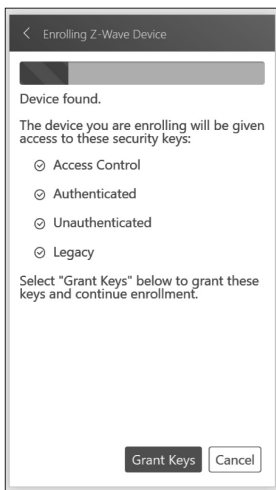 Enrolling Z-Wave Device
Device found.
The device you are enrolling will be given
access to these security keys:
Access Control
Authenticated
Unauthenticated
Legacy
Select "Grant Keys" below to grant these
keys and continue enrollment.
Grant Keys Cancel